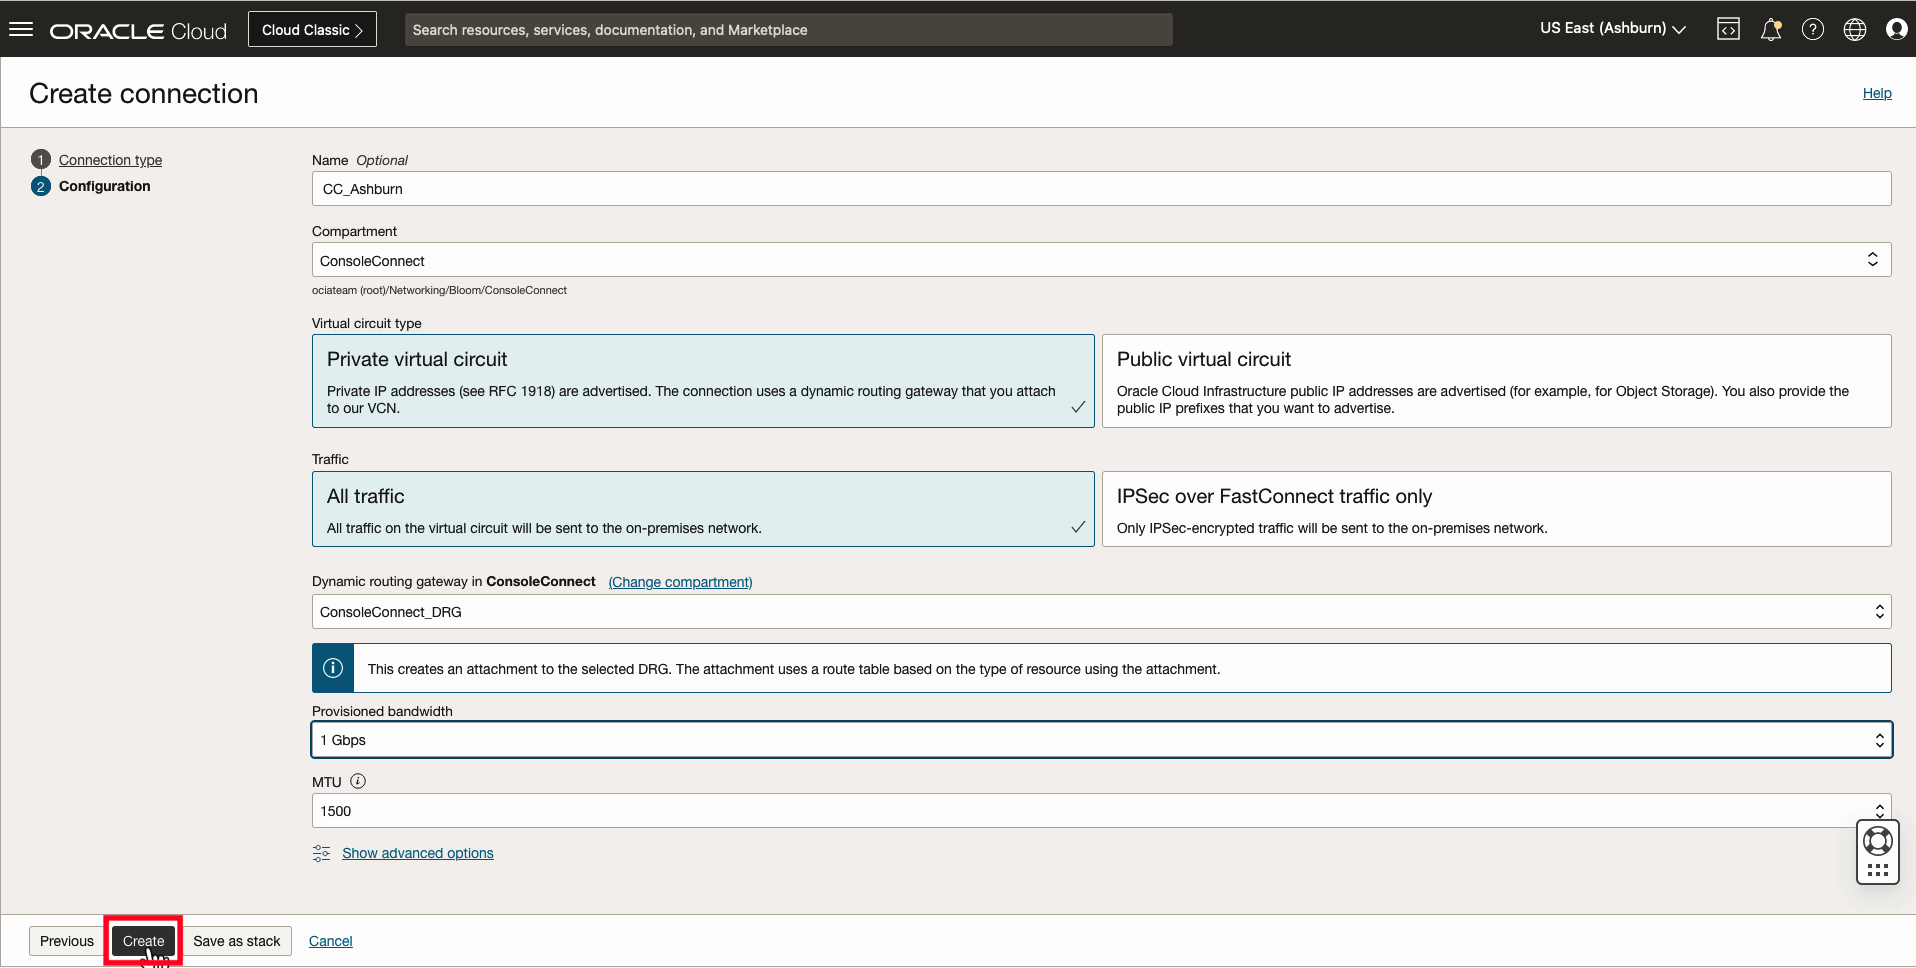 ORACLE Cloud
Cloud Classic >
Search resources, services, documentation, and Marketplace
US East (Ashburn)
Create connection
Help
1 Connection type
2 Configuration
Name Optional
CC_Ashburn
Compartment
ConsoleConnect
ociateam (root)/Networking/Bloom/ConsoleConnect
Virtual circuit type
Private virtual circuit
Private IP addresses (see RFC 1918) are advertised. The connection uses a dynamic routing gateway that you attach
to our VCN.
Public virtual circuit
Oracle Cloud Infrastructure public IP addresses are advertised (for example, for Object Storage). You also provide the
public IP prefixes that you want to advertise.
Traffic
All traffic
All traffic on the virtual circuit will be sent to the on-premises network.
IPSec over FastConnect traffic only
Only IPSec-encrypted traffic will be sent to the on-premises network.
Dynamic routing gateway in ConsoleConnect (Change compartment)
ConsoleConnect_DRG
This creates an attachment to the selected DRG. The attachment uses a route table based on the type of resource using the attachment.
Provisioned bandwidth
1 Gbps
MTU
1500
Show advanced options
Previous
Create
Save as stack
Cancel